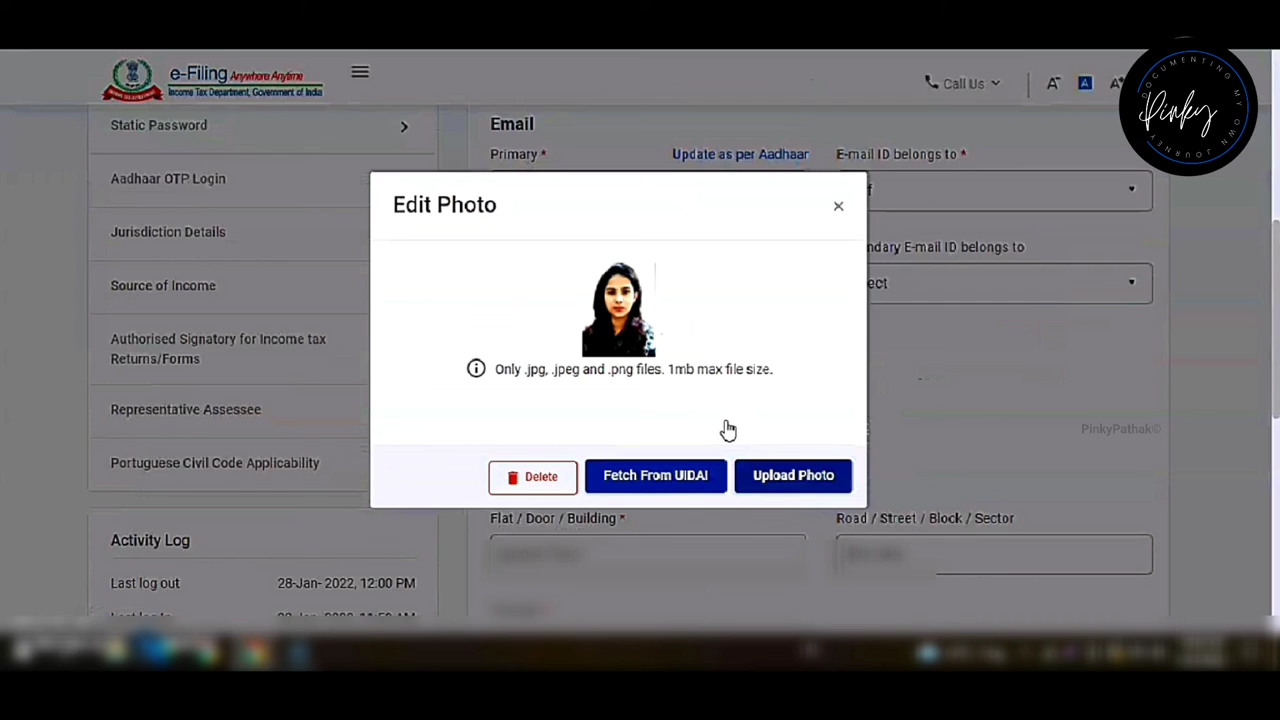 e-Filing Anywhere Anytime
Income Tax Department, Government of India
Call Us
A A A
DOCUMENTING MY OWN JOURNEY
Pinky
Static Password
Aadhaar OTP Login
Jurisdiction Details
Source of Income
Authorised Signatory for Income tax
Returns/Forms
Representative Assessee
Portuguese Civil Code Applicability
Activity Log
Last log out 28-Jan- 2022, 12:00 PM
Email
Primary * Update as per Aadhaar E-mail ID belongs to *
f
ndary E-mail ID belongs to
ect
Edit Photo
×
Only .jpg, .jpeg and .png files. 1mb max file size.
Delete Fetch From UIDAI Upload Photo
PinkyPathak©
Flat / Door / Building * Road / Street / Block / Sector